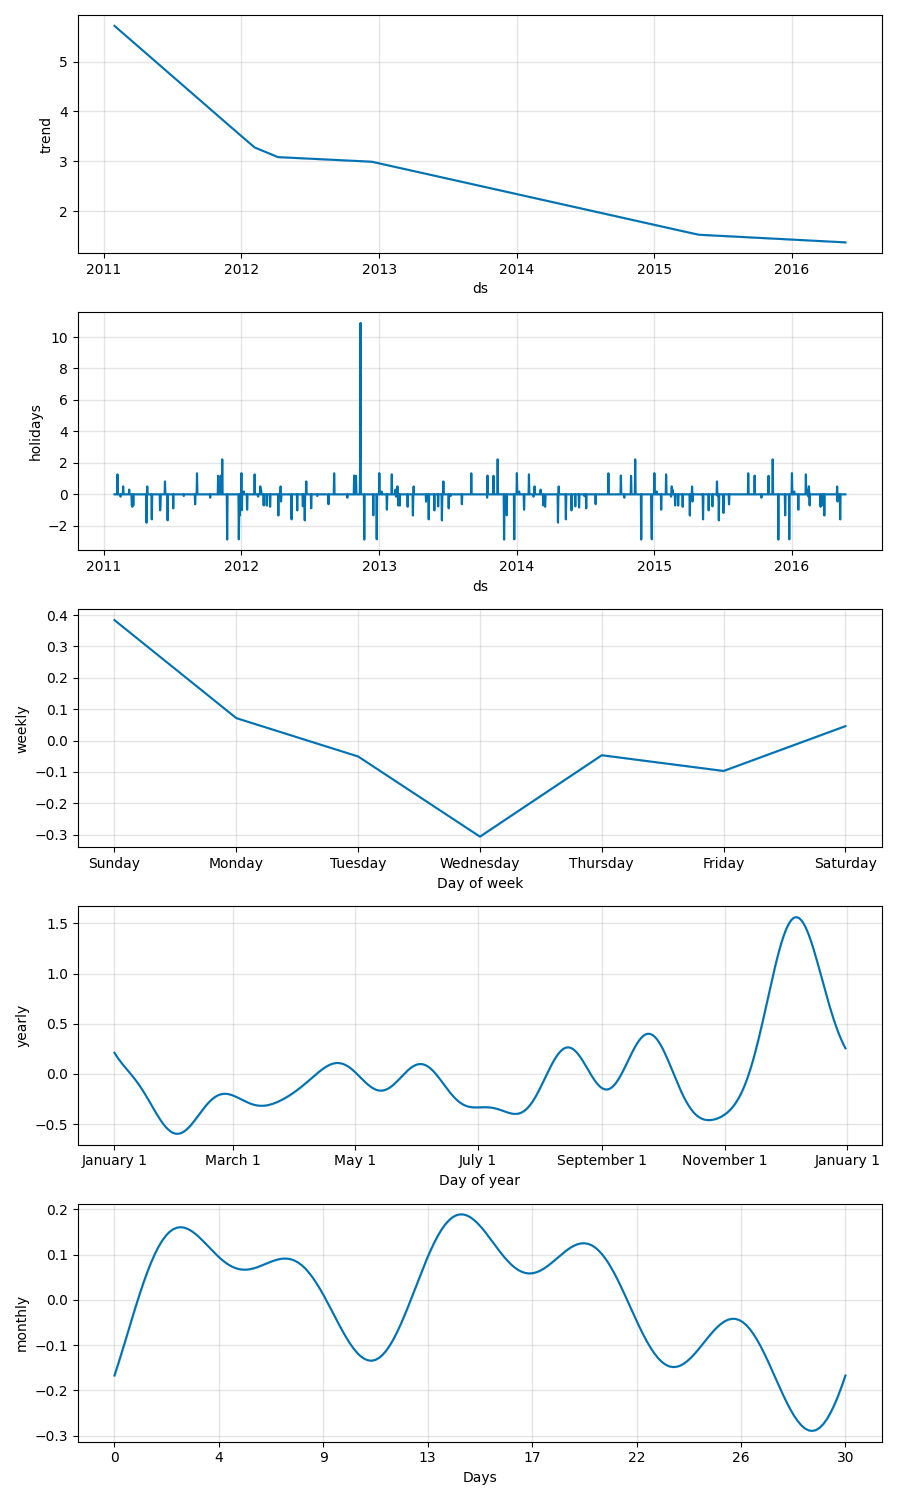 trend
5
4
3
2
2011 2012 2013 2014 2015 2016
ds
holidays
10
8
6
4
2
0
−2
2011 2012 2013 2014 2015 2016
ds
weekly
0.4
0.3
0.2
0.1
0.0
−0.1
−0.2
−0.3
Sunday Monday Tuesday Wednesday Thursday Friday Saturday
Day of week
yearly
1.5
1.0
0.5
0.0
−0.5
January 1 March 1 May 1 July 1 September 1 November 1 January 1
Day of year
monthly
0.2
0.1
0.0
−0.1
−0.2
−0.3
0 4 9 13 17 22 26 30
Days